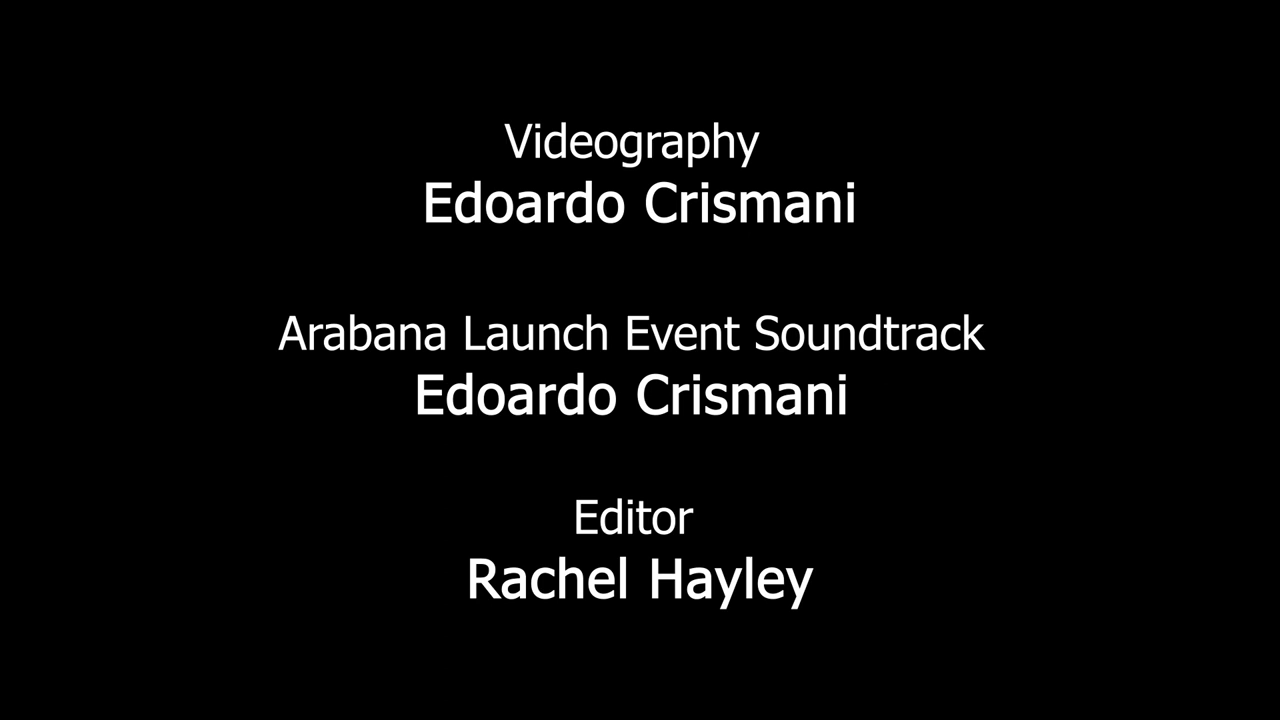 Videography
Edoardo Crismani
Arabana Launch Event Soundtrack
Edoardo Crismani
Editor
Rachel Hayley